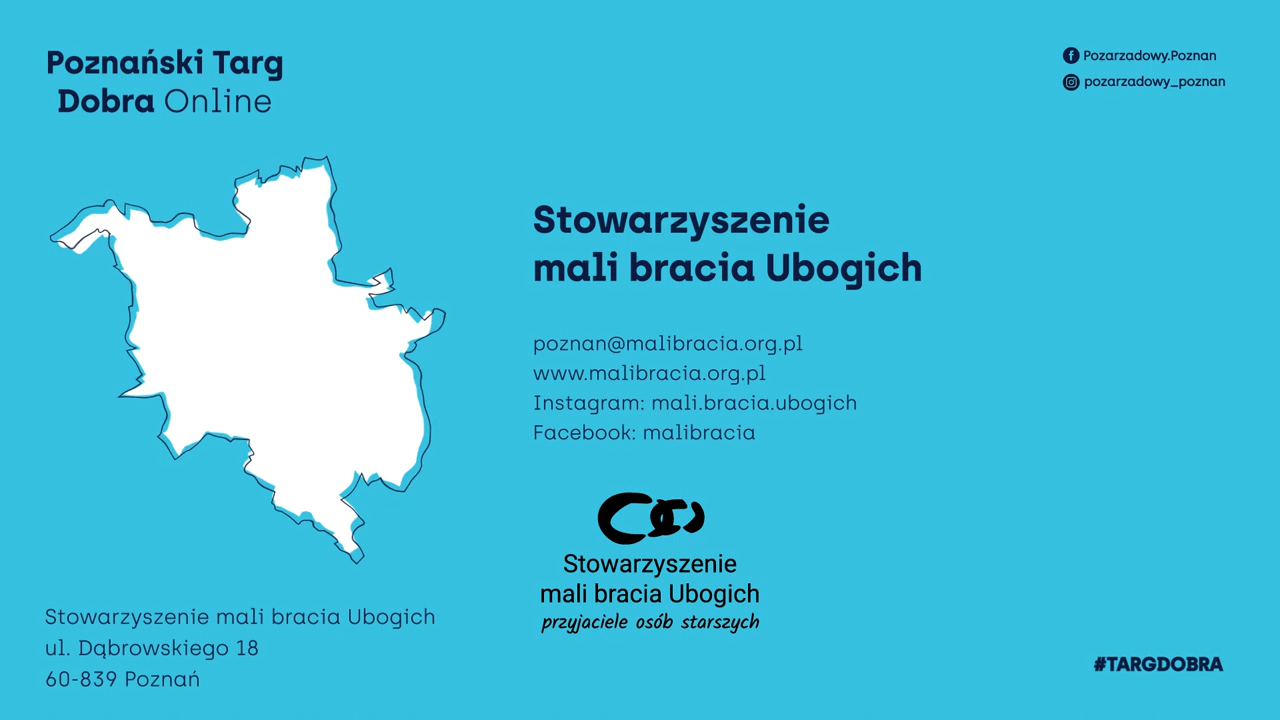 Poznański Targ
Dobra Online
Pozarzadowy.Poznan
pozarzadowy_poznan
Stowarzyszenie
mali bracia Ubogich
poznan@malibracia.org.pl
www.malibracia.org.pl
Instagram: mali.bracia.ubogich
Facebook: malibracia
Stowarzyszenie
mali bracia Ubogich
przyjaciele osób starszych
Stowarzyszenie mali bracia Ubogich
ul. Dąbrowskiego 18
60-839 Poznań
#TARGDOBRA